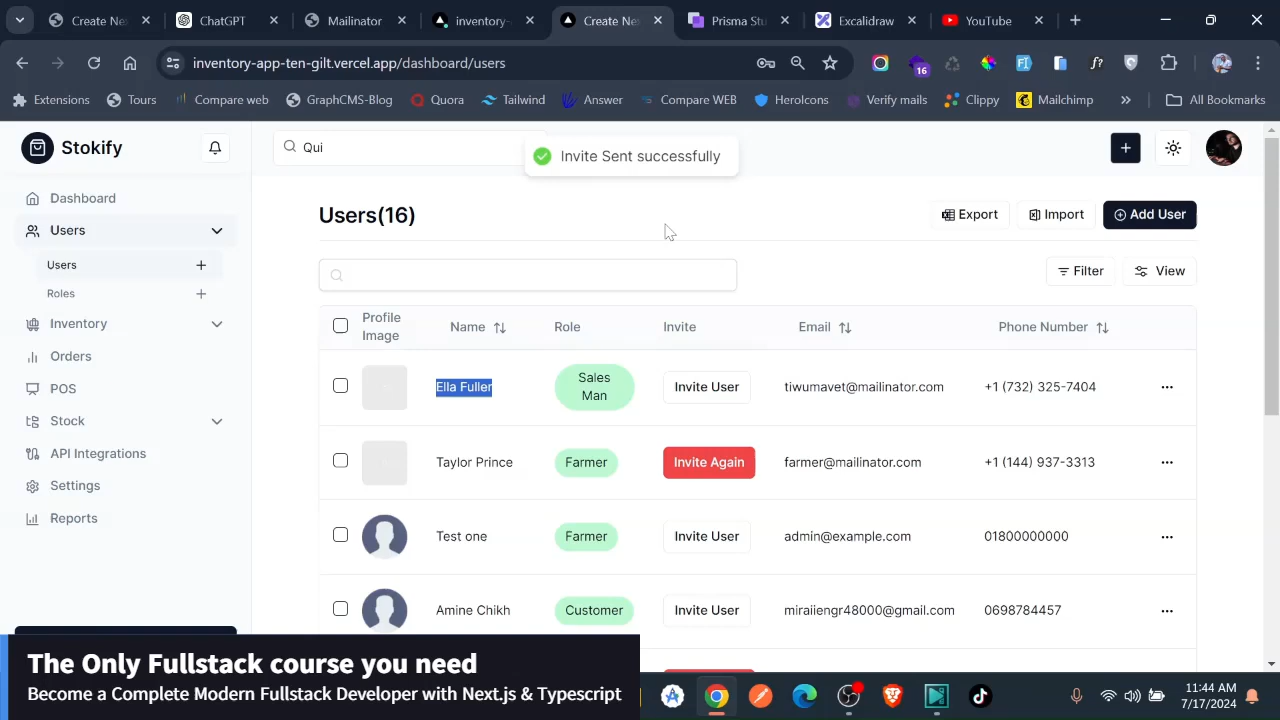 Create Ne
ChatGPT
Mailinator
inventory-
Create Ne
Prisma Stu
Excalidraw
YouTube
inventory-app-ten-gilt.vercel.app/dashboard/users
16
Extensions
Tours
Compare web
GraphCMS-Blog
Quora
Tailwind
Answer
Compare WEB
HeroIcons
Verify mails
Clippy
Mailchimp
All Bookmarks
Stokify
Qui
Invite Sent successfully
Dashboard
Users
Users
Roles
Inventory
Orders
POS
Stock
API Integrations
Settings
Reports
Users(16)
Export
Import
Add User
Filter
View
Profile
Image
Name
Role
Invite
Email
Phone Number
Ella Fuller
Sales
Man
Invite User
tiwumavet@mailinator.com
+1 (732) 325-7404
Taylor Prince
Farmer
Invite Again
farmer@mailinator.com
+1 (144) 937-3313
Test one
Farmer
Invite User
admin@example.com
01800000000
Amine Chikh
Customer
Invite User
miraiiengr48000@gmail.com
0698784457
The Only Fullstack course you need
Become a Complete Modern Fullstack Developer with Next.js & Typescript
11:44 AM
7/17/2024